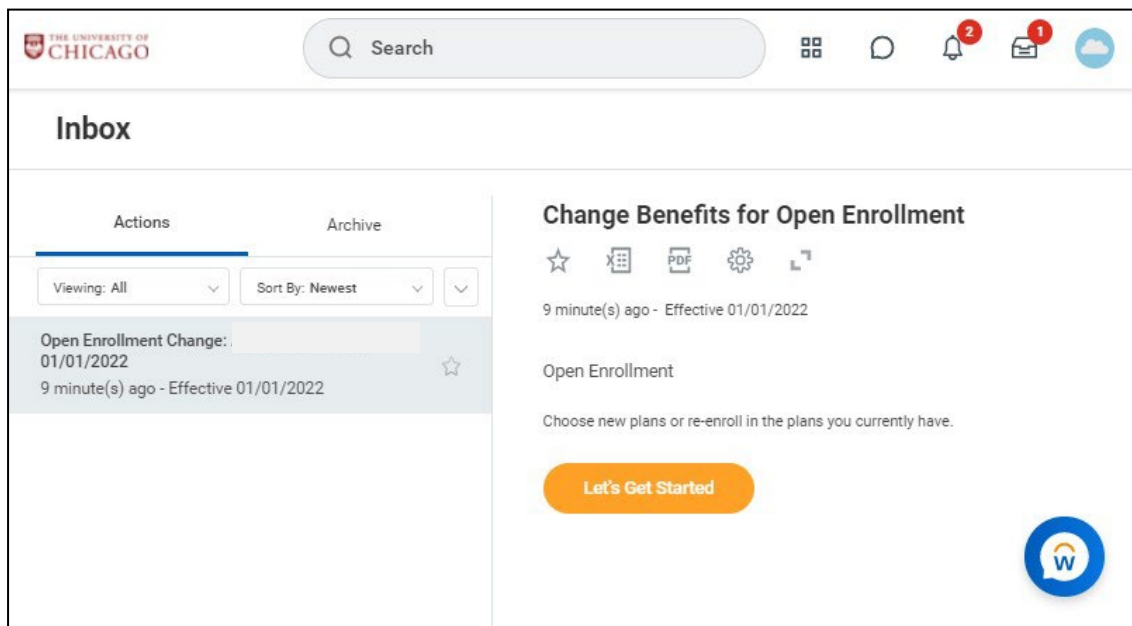 THE UNIVERSITY OF
CHICAGO
Search
2
1
Inbox
Actions
Archive
Viewing: All
Sort By: Newest
Open Enrollment Change:
01/01/2022
9 minute(s) ago - Effective 01/01/2022
Change Benefits for Open Enrollment
PDF
9 minute(s) ago - Effective 01/01/2022
Open Enrollment
Choose new plans or re-enroll in the plans you currently have.
Let's Get Started
w